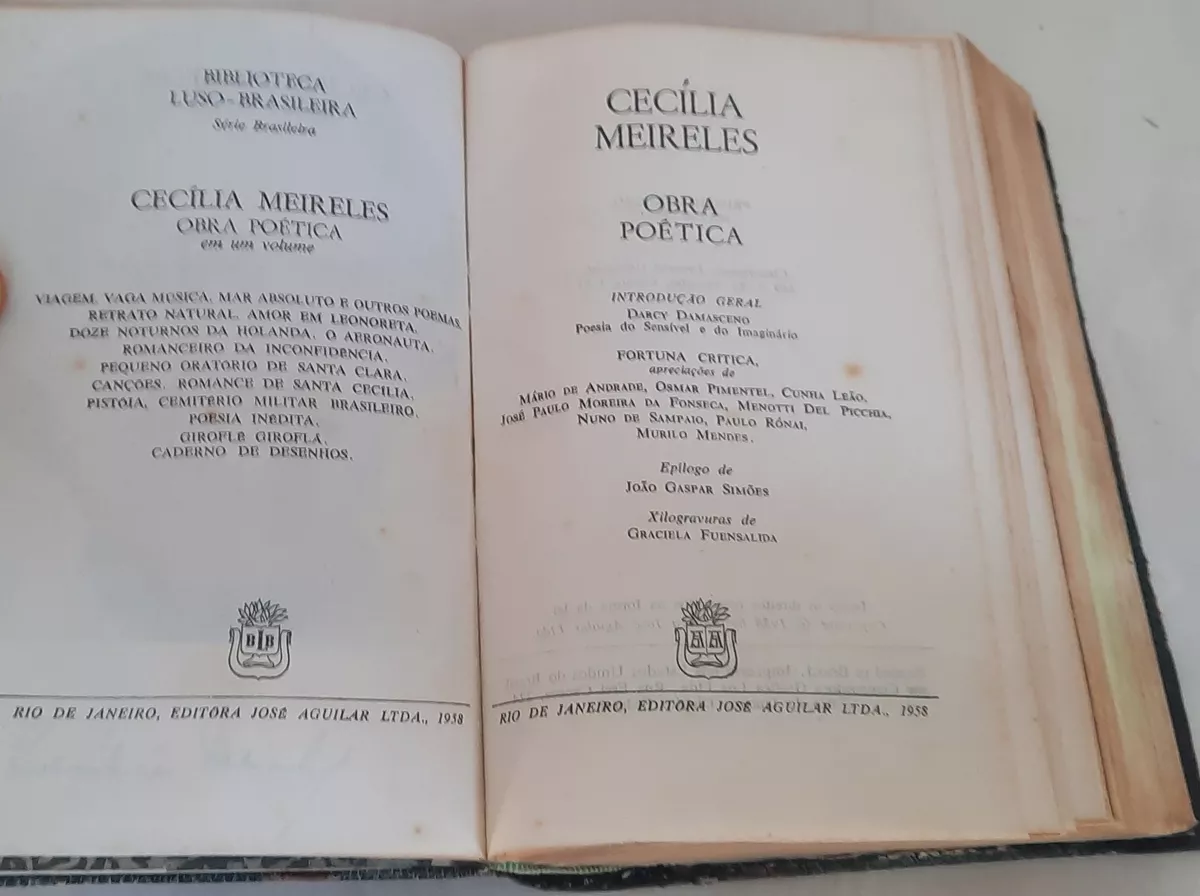 BIBLIOTECA
LUSO-BRASILEIRA
Série Brasileira
CECÍLIA MEIRELES
OBRA POÉTICA
em um volume
VIAGEM, VAGA MÚSICA, MAR ABSOLUTO E OUTROS POEMAS,
RETRATO NATURAL, AMOR EM LEONORETA,
DOZE NOTURNOS DA HOLANDA, O AERONAUTA,
ROMANCEIRO DA INCONFIDÊNCIA,
PEQUENO ORATÓRIO DE SANTA CLARA,
CANÇÕES, ROMANCE DE SANTA CECÍLIA,
PISTÓIA, CEMITÉRIO MILITAR BRASILEIRO,
POESIA INÉDITA,
GIROFLÊ GIROFLÁ,
CADERNO DE DESENHOS.
BLB
RIO DE JANEIRO, EDITÔRA JOSÉ AGUILAR LTDA., 1958
CECÍLIA
MEIRELES
OBRA
POÉTICA
INTRODUÇÃO GERAL
DARCY DAMASCENO
Poesia do Sensível e do Imaginário
FORTUNA CRÍTICA,
apreciações de
MÁRIO DE ANDRADE, OSMAR PIMENTEL, CUNHA LEÃO,
JOSÉ PAULO MOREIRA DA FONSECA, MENOTTI DEL PICCHIA,
NUNO DE SAMPAIO, PAULO RÓNAI,
MURILO MENDES.
Epílogo de
JOÃO GASPAR SIMÕES
Xilogravuras de
GRACIELA FUENSALIDA
RIO DE JANEIRO, EDITÔRA JOSÉ AGUILAR LTDA., 1958